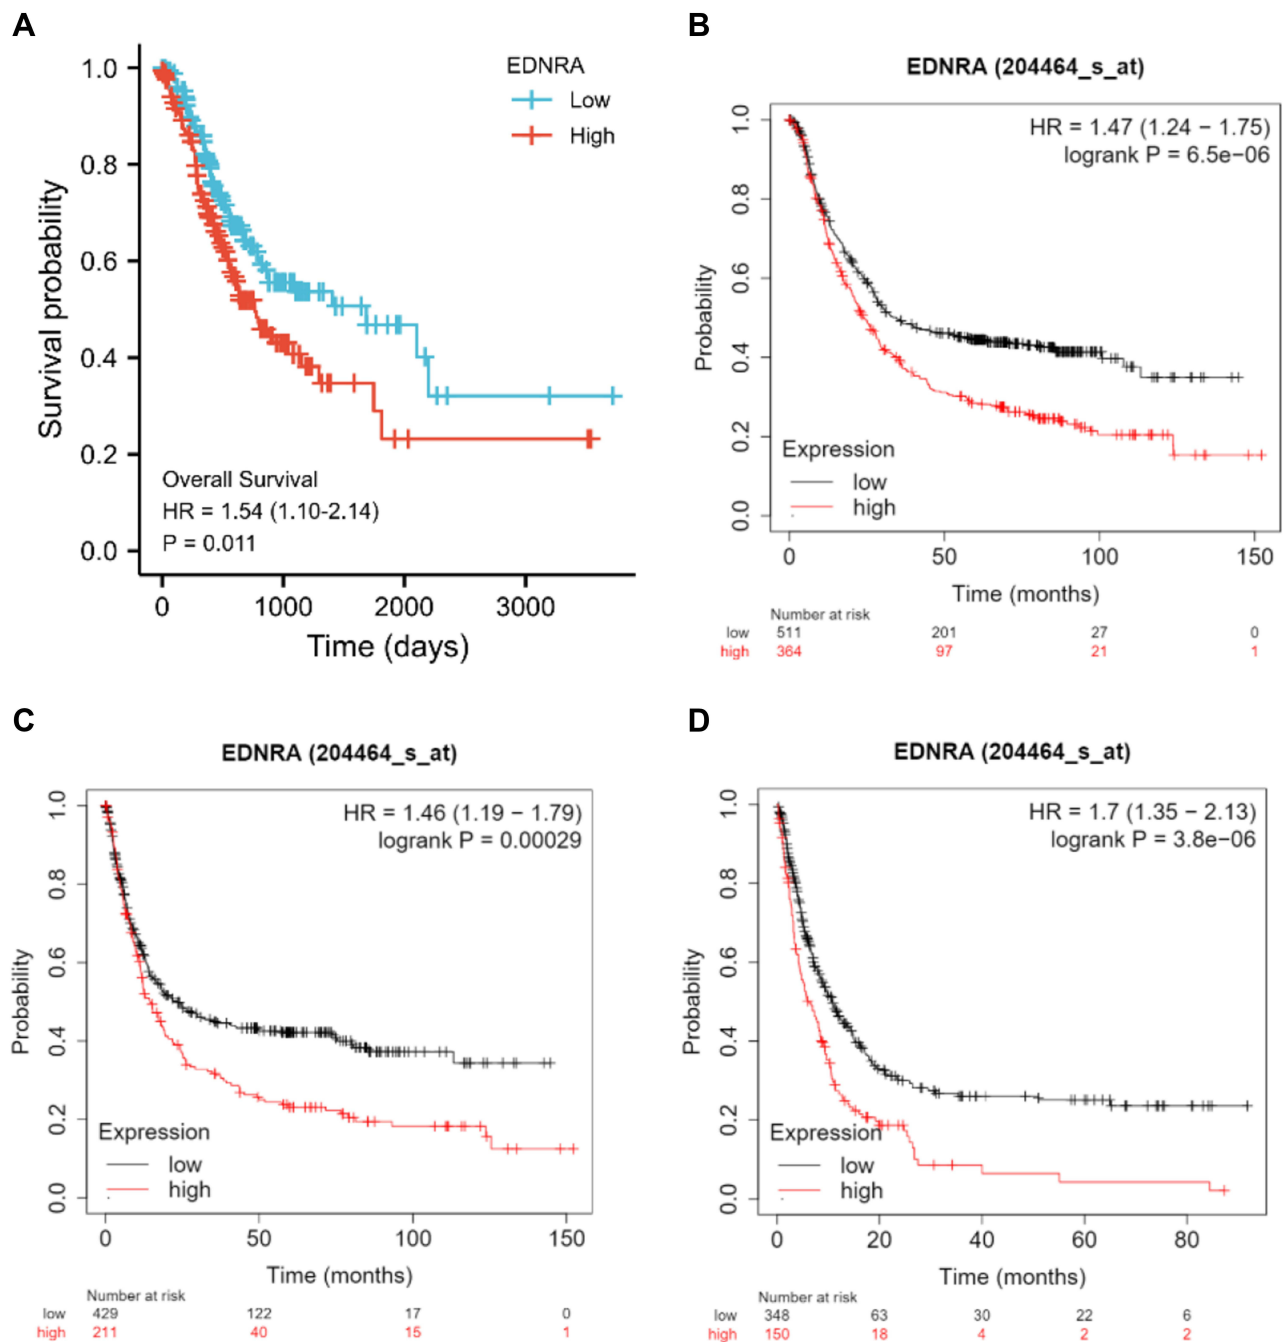 A
EDNRA
Low
High
Survival probability
1.0
0.8
0.6
0.4
0.2
0.0
Overall Survival
HR = 1.54 (1.10-2.14)
P = 0.011
0 1000 2000 3000
Time (days)
B
EDNRA (204464_s_at)
HR = 1.47 (1.24 − 1.75)
logrank P = 6.5e−06
Probability
1.0
0.8
0.6
0.4
0.2
0.0
Expression
low
high
0 50 100 150
Time (months)
Number at risk
low 511 201 27 0
high 364 97 21 1
C
EDNRA (204464_s_at)
HR = 1.46 (1.19 − 1.79)
logrank P = 0.00029
Probability
1.0
0.8
0.6
0.4
0.2
0.0
Expression
low
high
0 50 100 150
Time (months)
Number at risk
low 429 122 17 0
high 211 40 15 1
D
EDNRA (204464_s_at)
HR = 1.7 (1.35 − 2.13)
logrank P = 3.8e−06
Probability
1.0
0.8
0.6
0.4
0.2
0.0
Expression
low
high
0 20 40 60 80
Time (months)
Number at risk
low 348 63 30 22 6
high 150 18 4 2 2